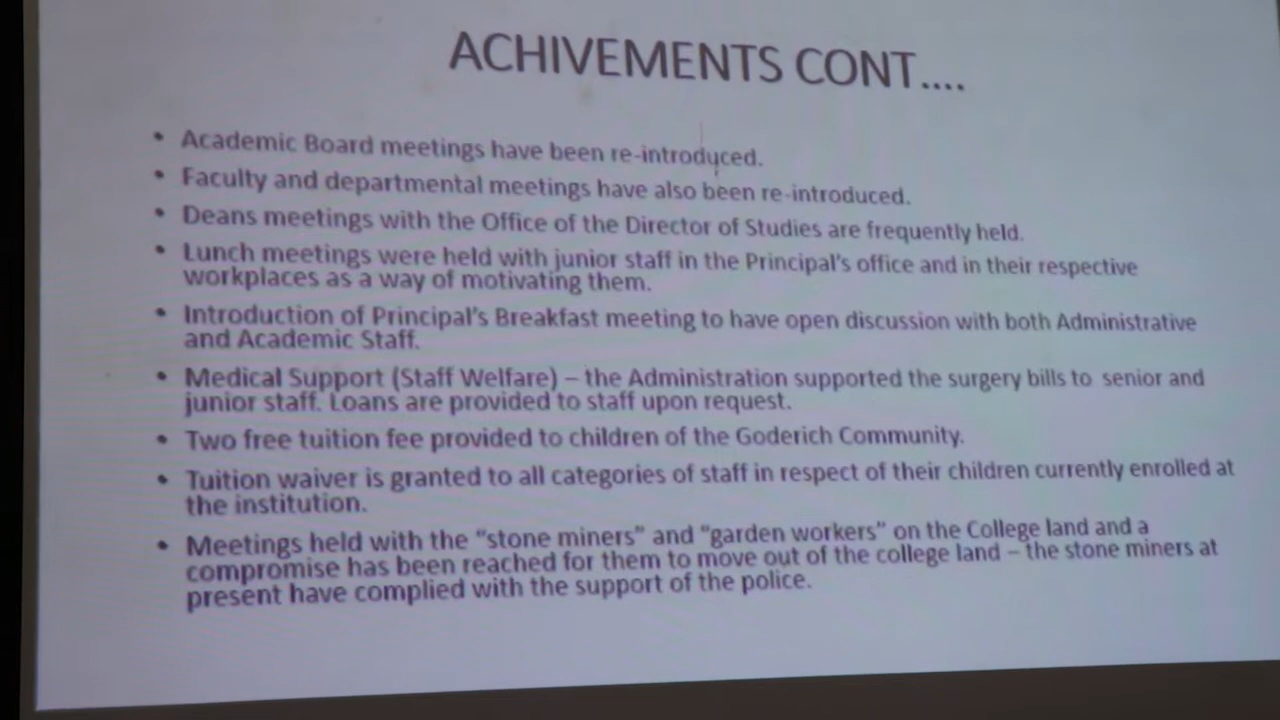 ACHIVEMENTS CONT....
• Academic Board meetings have been re-introduced.
• Faculty and departmental meetings have also been re-introduced.
• Deans meetings with the Office of the Director of Studies are frequently held.
• Lunch meetings were held with junior staff in the Principal's office and in their respective
workplaces as a way of motivating them.
• Introduction of Principal's Breakfast meeting to have open discussion with both Administrative
and Academic Staff.
• Medical Support (Staff Welfare) – the Administration supported the surgery bills to senior and
junior staff. Loans are provided to staff upon request.
• Two free tuition fee provided to children of the Goderich Community.
• Tuition waiver is granted to all categories of staff in respect of their children currently enrolled at
the institution.
• Meetings held with the "stone miners" and "garden workers" on the College land and a
compromise has been reached for them to move out of the college land – the stone miners at
present have complied with the support of the police.